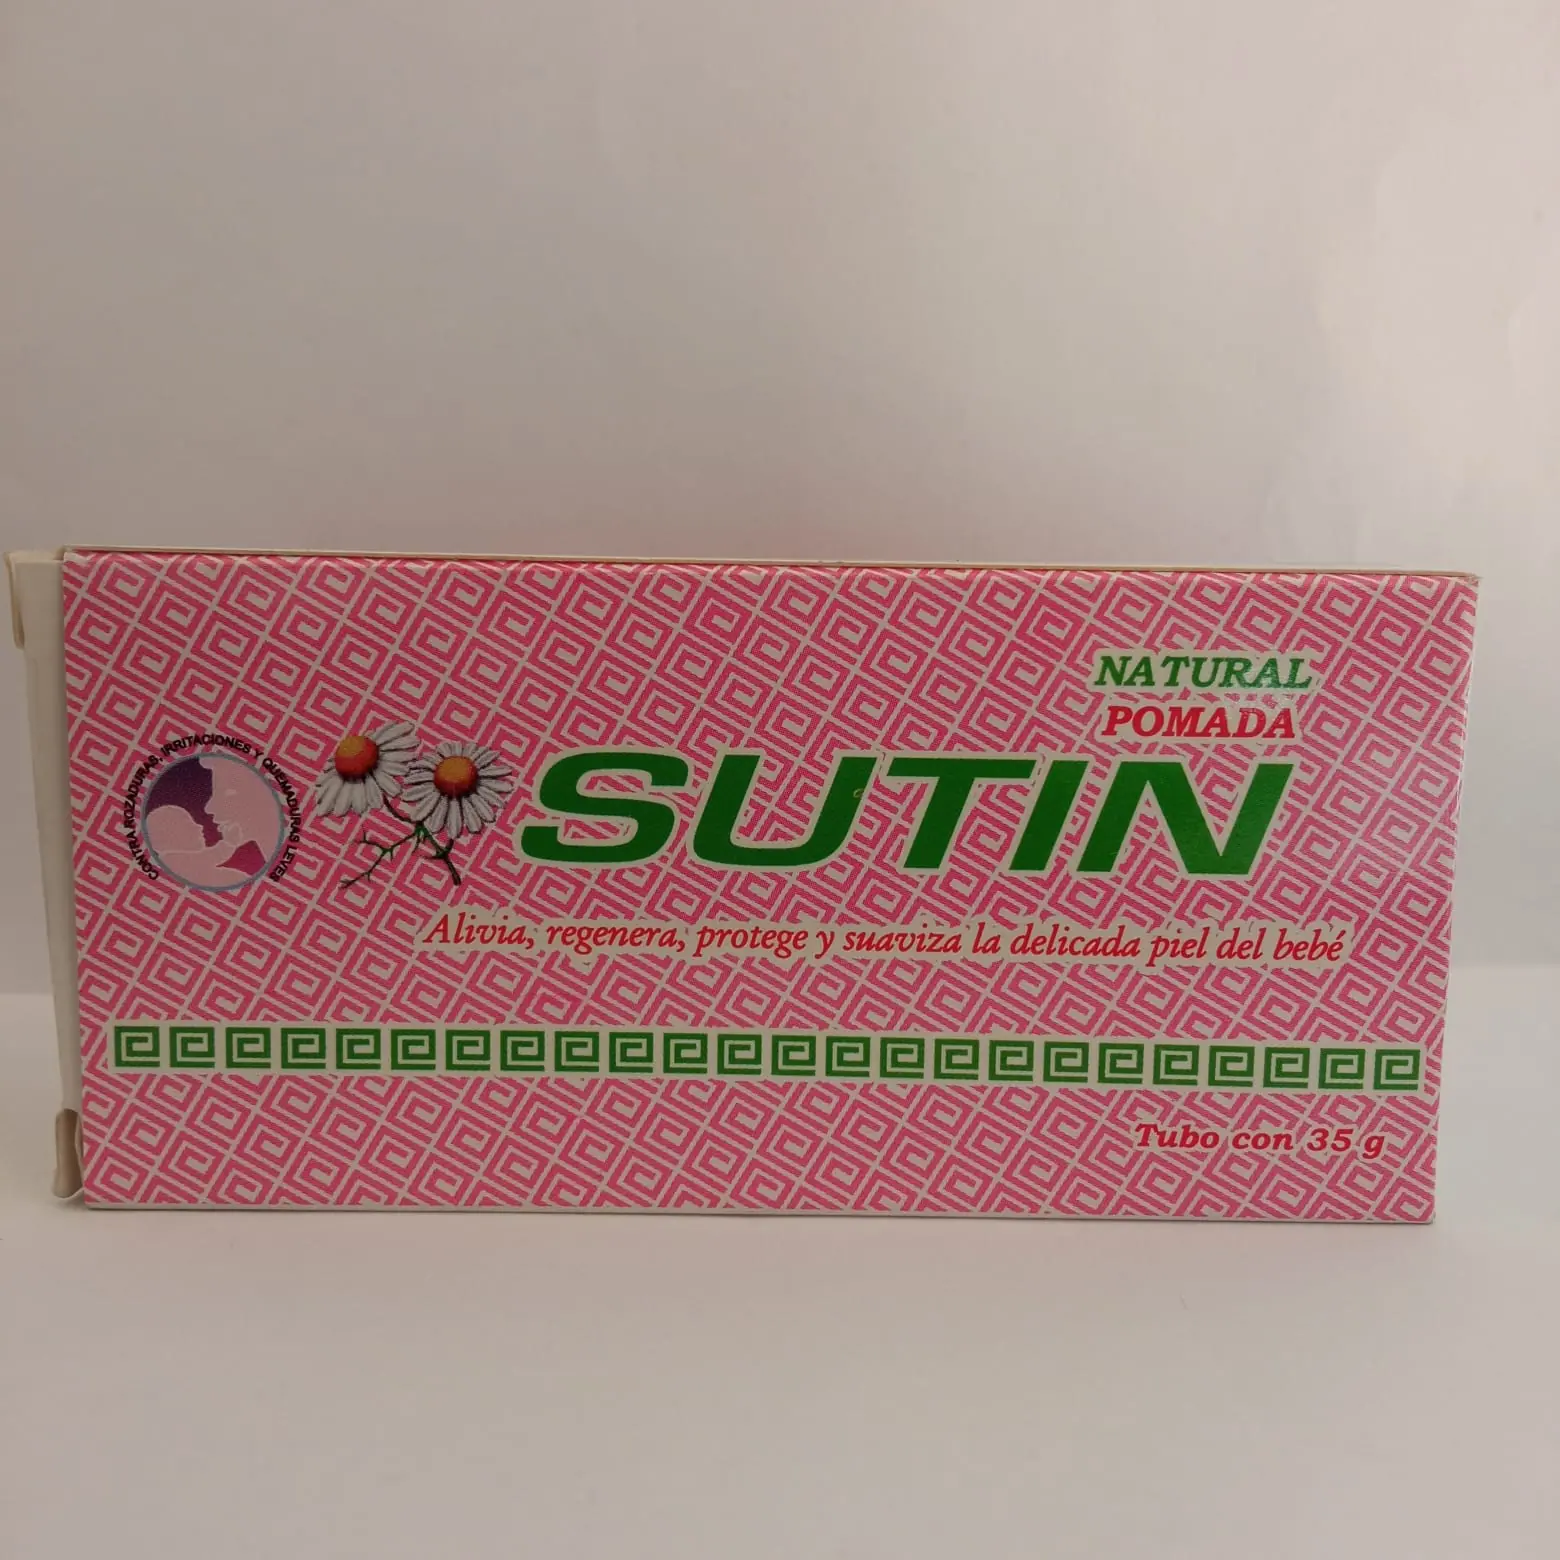 NATURAL
POMADA
CONTRA ROZADURAS, IRRITACIONES Y QUEMADURAS LEVES
SUTIN
Alivia, regenera, protege y suaviza la delicada piel del bebé
Tubo con 35 g